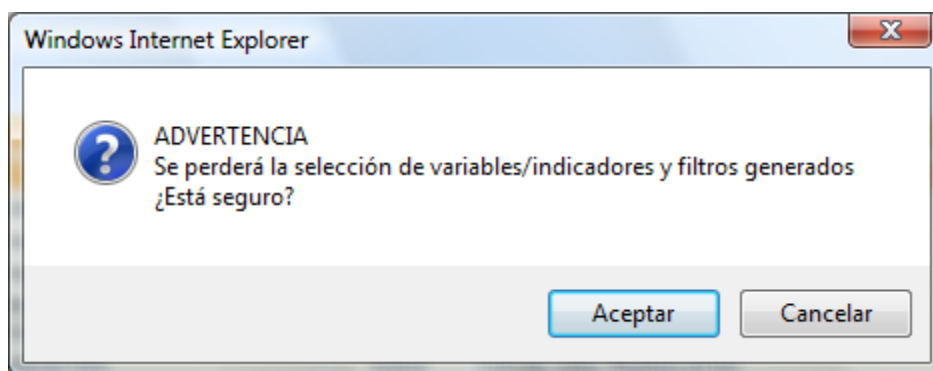 Windows Internet Explorer
ADVERTENCIA
Se perderá la selección de variables/indicadores y filtros generados
¿Está seguro?
Aceptar
Cancelar